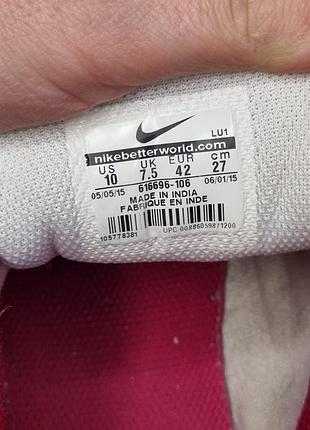 LU1
nikebetterworld.com®
US UK EUR cm
10 7.5 42 27
05/05/15 616696-106 06/01/15
MADE IN INDIA
FABRIQUE EN INDE
105778381
UPC 00886059871200